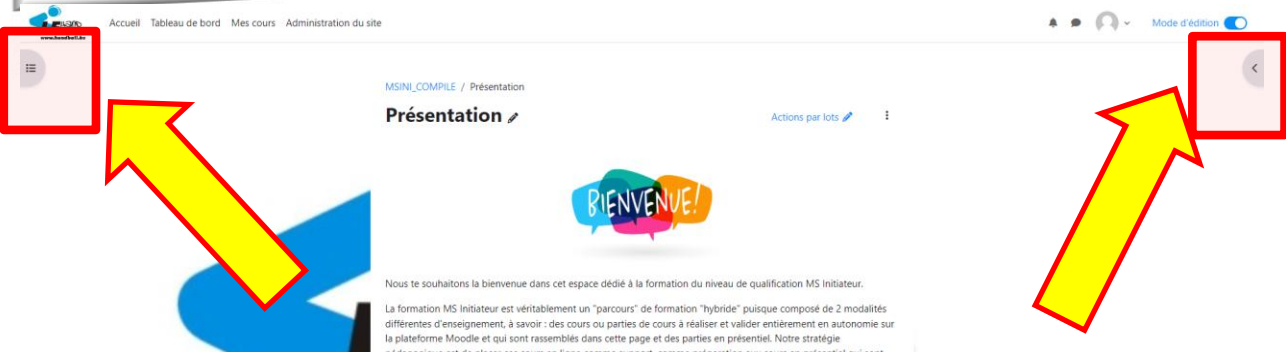 Accueil Tableau de bord Mes cours Administration du site
Mode d'édition
www.handball.be
MSINI_COMPILE / Présentation
Présentation
Actions par lots
BIENVENUE!
Nous te souhaitons la bienvenue dans cet espace dédié à la formation du niveau de qualification MS Initiateur.
La formation MS Initiateur est véritablement un "parcours" de formation "hybride" puisque composé de 2 modalités
différentes d'enseignement, à savoir : des cours ou parties de cours à réaliser et valider entièrement en autonomie sur
la plateforme Moodle et qui sont rassemblés dans cette page et des parties en présentiel. Notre stratégie